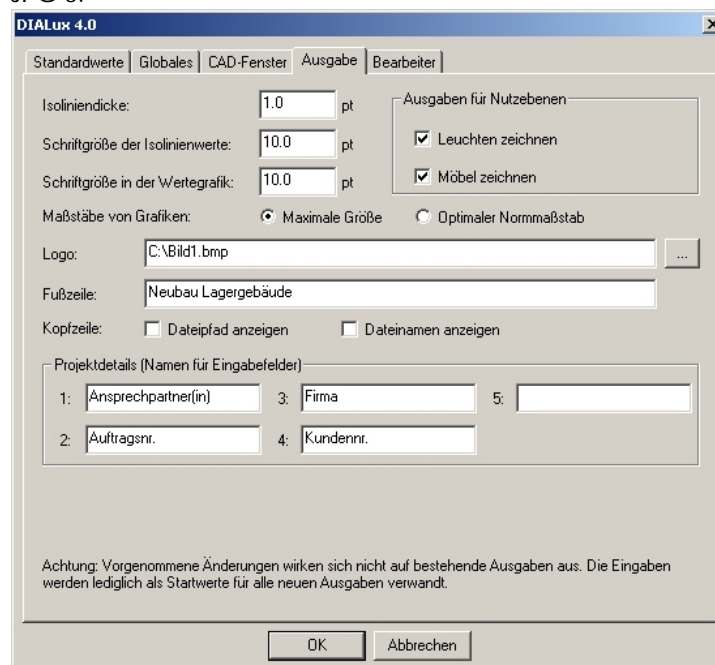 DIALux 4.0
Standardwerte Globales CAD-Fenster Ausgabe Bearbeiter
Isoliniendicke: 1.0 pt
Ausgaben für Nutzebenen
Schriftgröße der Isolinienwerte: 10.0 pt
Leuchten zeichnen
Schriftgröße in der Wertegrafik: 10.0 pt
Möbel zeichnen
Maßstäbe von Grafiken: Maximale Größe Optimaler Normmaßstab
Logo: C:\Bild1.bmp ...
Fußzeile: Neubau Lagergebäude
Kopfzeile: Dateipfad anzeigen Dateinamen anzeigen
Projektdetails (Namen für Eingabefelder)
1: Ansprechpartner(in) 3: Firma 5:
2: Auftragsnr. 4: Kundennr.
Achtung: Vorgenommene Änderungen wirken sich nicht auf bestehende Ausgaben aus. Die Eingaben
werden lediglich als Startwerte für alle neuen Ausgaben verwandt.
OK Abbrechen